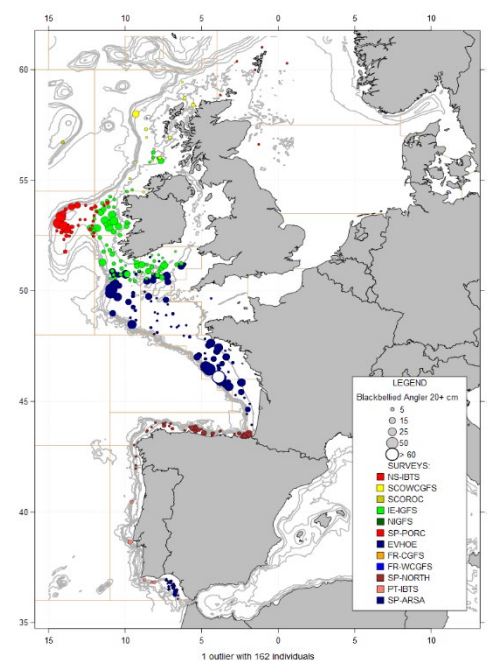 15 10 5 0 5 10
60
55
50
45
40
35
LEGEND
Blackbellied Angler 20+ cm
5
15
25
50
> 60
SURVEYS:
NS-IBTS
SCOWCGFS
SCOROC
IE-IGFS
NIGFS
SP-PORC
EVHOE
FR-CGFS
FR-WCGFS
SP-NORTH
PT-IBTS
SP-ARSA
15 10 5 0 5 10
1 outlier with 162 individuals